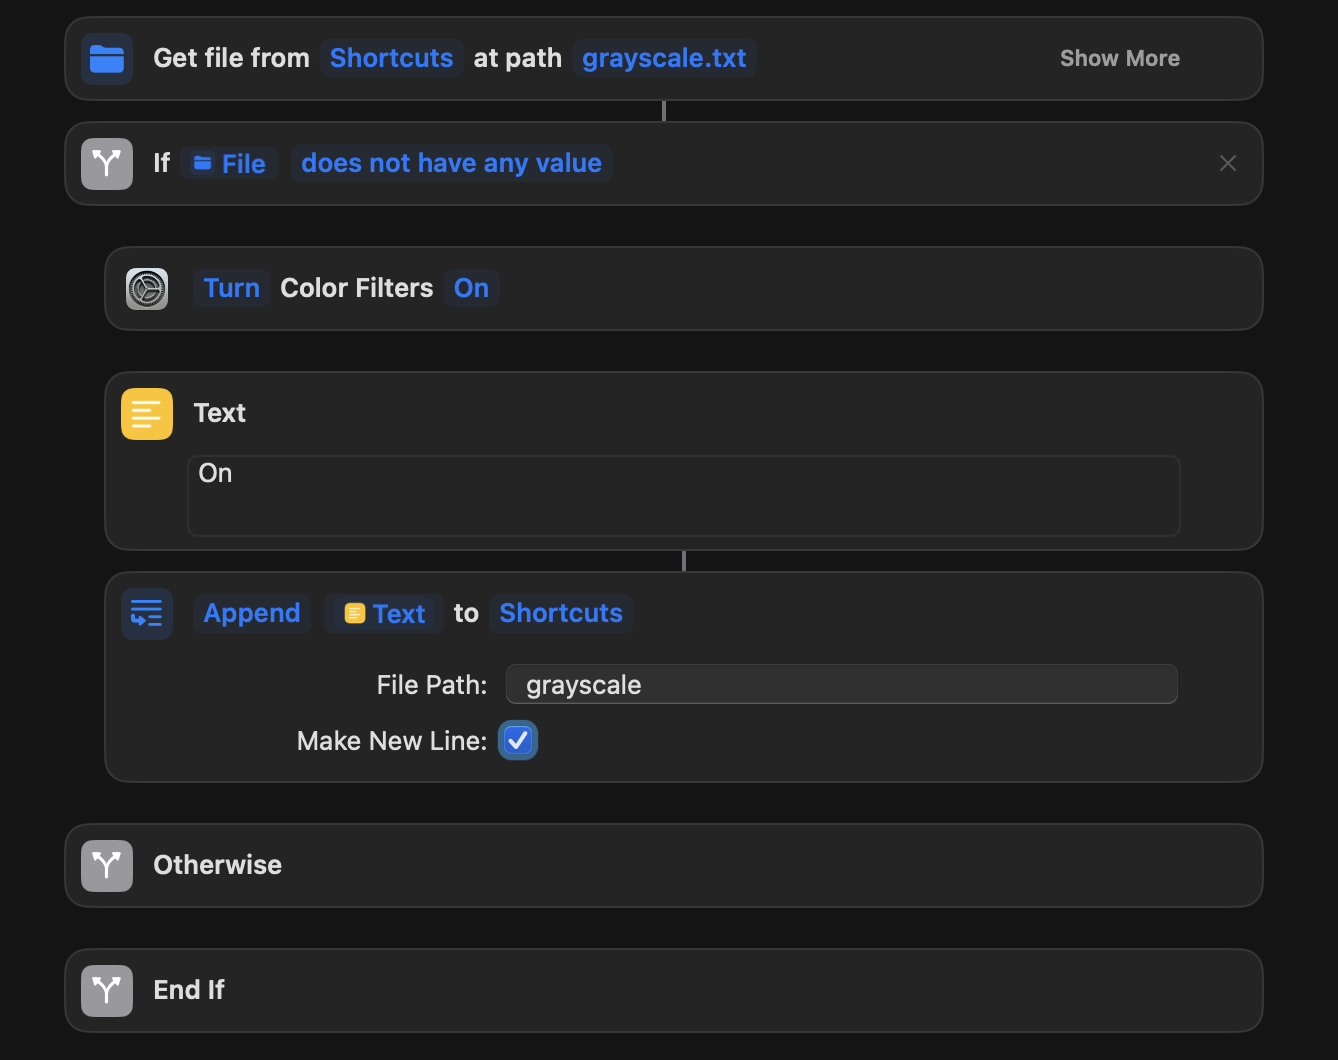 Get file from Shortcuts at path grayscale.txt Show More
If File does not have any value
Turn Color Filters On
Text
On
Append Text to Shortcuts
File Path: grayscale
Make New Line:
Otherwise
End If